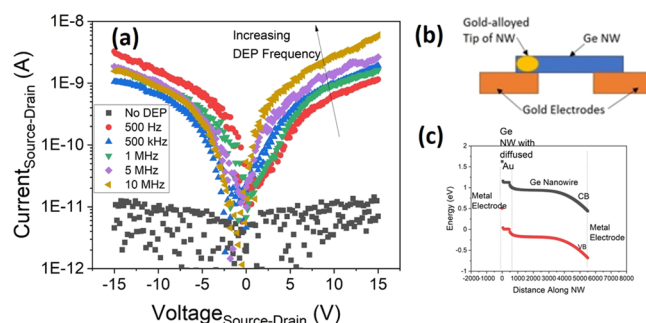 (a)
Increasing
DEP Frequency
No DEP
500 Hz
500 kHz
1 MHz
5 MHz
10 MHz
1E-8
1E-9
1E-10
1E-11
1E-12
Current Source-Drain (A)
-15 -10 -5 0 5 10 15
Voltage Source-Drain (V)
(b)
Gold-alloyed
Tip of NW
Ge NW
Gold Electrodes
(c)
Ge
NW with
diffused
Au
Metal
Electrode
Ge Nanowire
CB
VB
Metal
Electrode
Energy (eV)
2
1.5
1
0.5
0
-0.5
-1
-2000 -1000 0 1000 2000 3000 4000 5000 6000 7000 8000
Distance Along NW